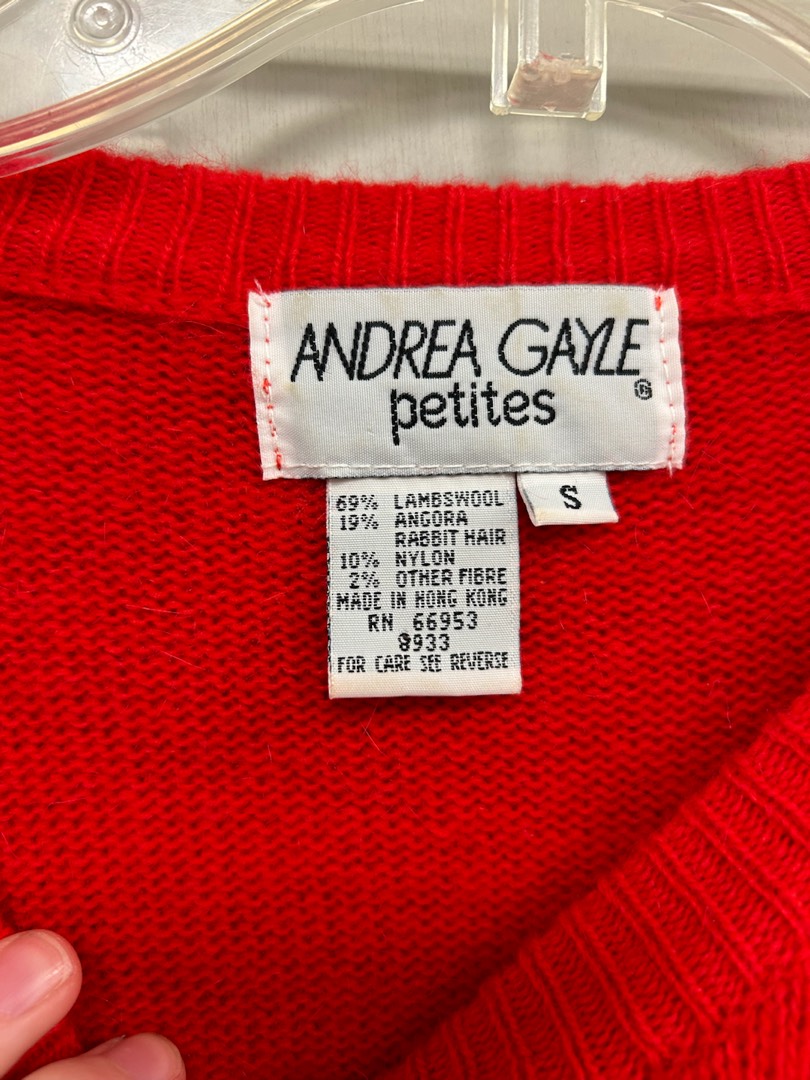 ANDREA GAYLE
petites ®
S
69% LAMBSWOOL
19% ANGORA
RABBIT HAIR
10% NYLON
2% OTHER FIBRE
MADE IN HONG KONG
RN 66953
8933
FOR CARE SEE REVERSE